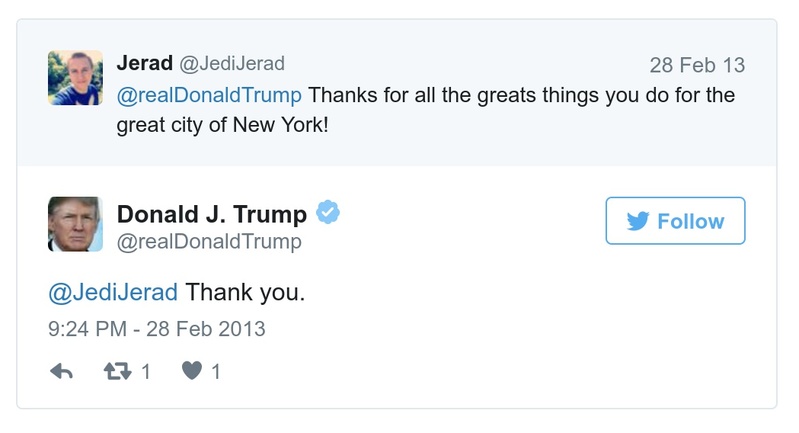 Jerad @JediJerad 28 Feb 13
@realDonaldTrump Thanks for all the greats things you do for the
great city of New York!
Donald J. Trump
@realDonaldTrump
Follow
@JediJerad Thank you.
9:24 PM - 28 Feb 2013
1 1